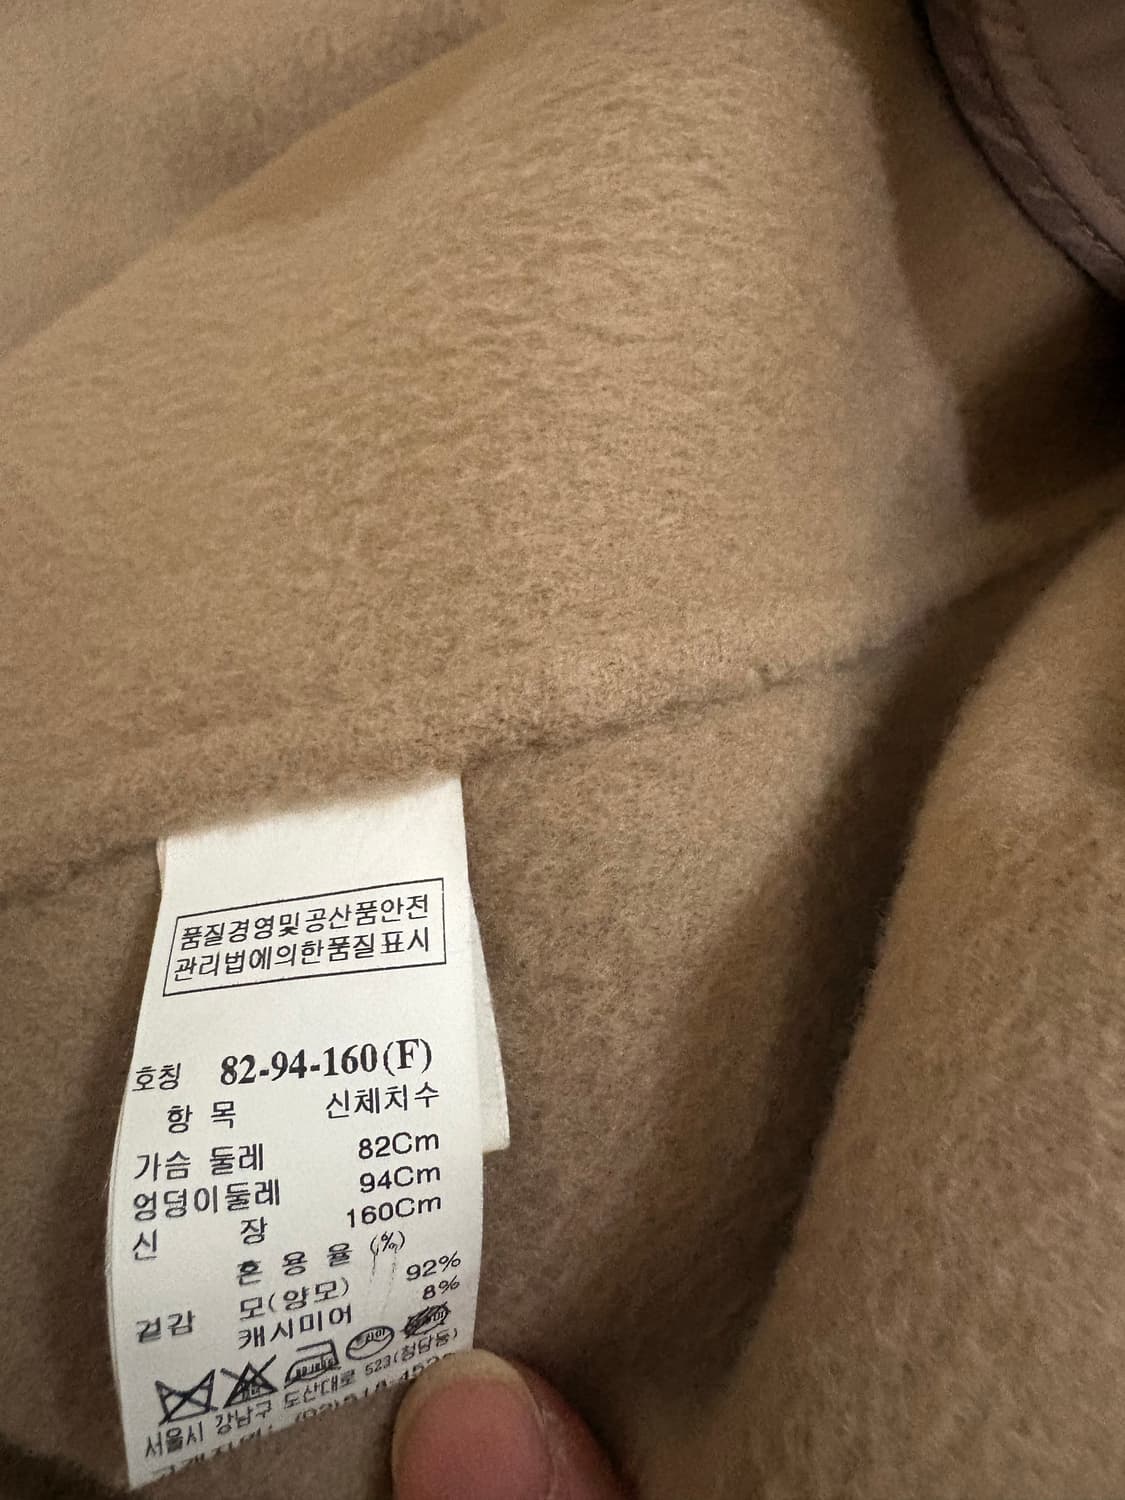 품질경영및공산품안전
관리법에의한품질표시
호칭 82-94-160(F)
항 목 신체치수
가슴 둘레 82Cm
엉덩이둘레 94Cm
신 장 160Cm
혼 용 율 (%)
겉감 모(양모) 92%
캐시미어 8%
서울시 강남구 도산대로 523(청담동)